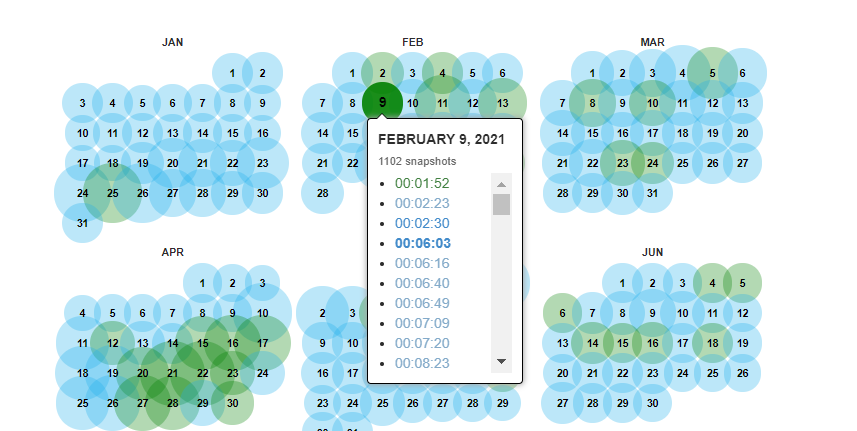 JAN
1 2
3 4 5 6 7 8 9
10 11 12 13 14 15 16
17 18 19 20 21 22 23
24 25 26 27 28 29 30
31
FEB
1 2 3 4 5 6
7 8 9 10 11 12 13
14 15
21 22
28
FEBRUARY 9, 2021
1102 snapshots
00:01:52
00:02:23
00:02:30
00:06:03
00:06:16
00:06:40
00:06:49
00:07:09
00:07:20
00:08:23
MAR
1 2 3 4 5 6
7 8 9 10 11 12 13
14 15 16 17 18 19 20
21 22 23 24 25 26 27
28 29 30 31
APR
1 2 3
4 5 6 7 8 9 10
11 12 13 14 15 16 17
18 19 20 21 22 23 24
25 26 27 28 29 30
2 3
9 10
16 17
23 24 25 26 27 28 29
30 31
JUN
1 2 3 4 5
6 7 8 9 10 11 12
13 14 15 16 17 18 19
20 21 22 23 24 25 26
27 28 29 30